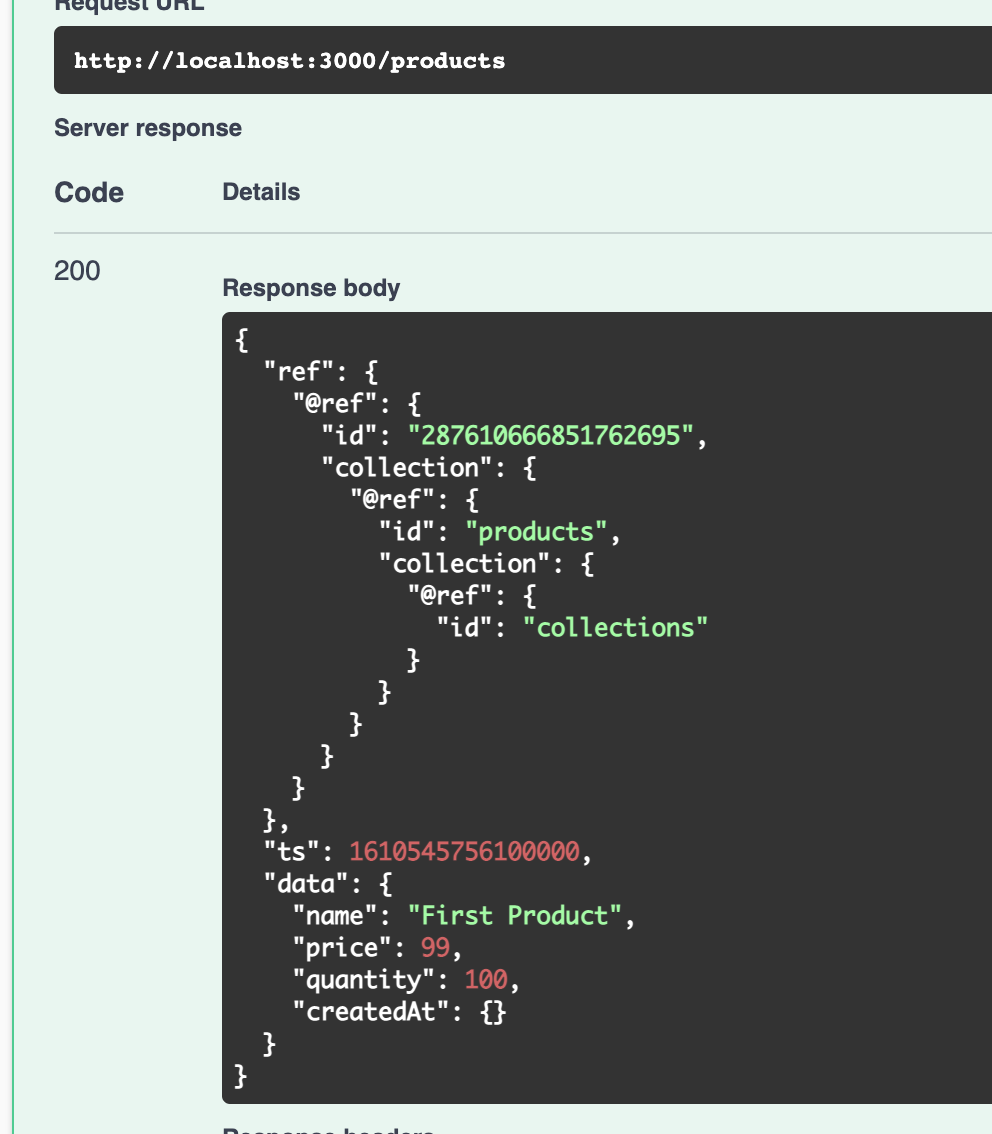 Request URL
http://localhost:3000/products
Server response
Code Details
200
Response body
{
  "ref": {
    "@ref": {
      "id": "287610666851762695",
      "collection": {
        "@ref": {
          "id": "products",
          "collection": {
            "@ref": {
              "id": "collections"
            }
          }
        }
      }
    }
  },
  "ts": 1610545756100000,
  "data": {
    "name": "First Product",
    "price": 99,
    "quantity": 100,
    "createdAt": {}
  }
}
Response headers